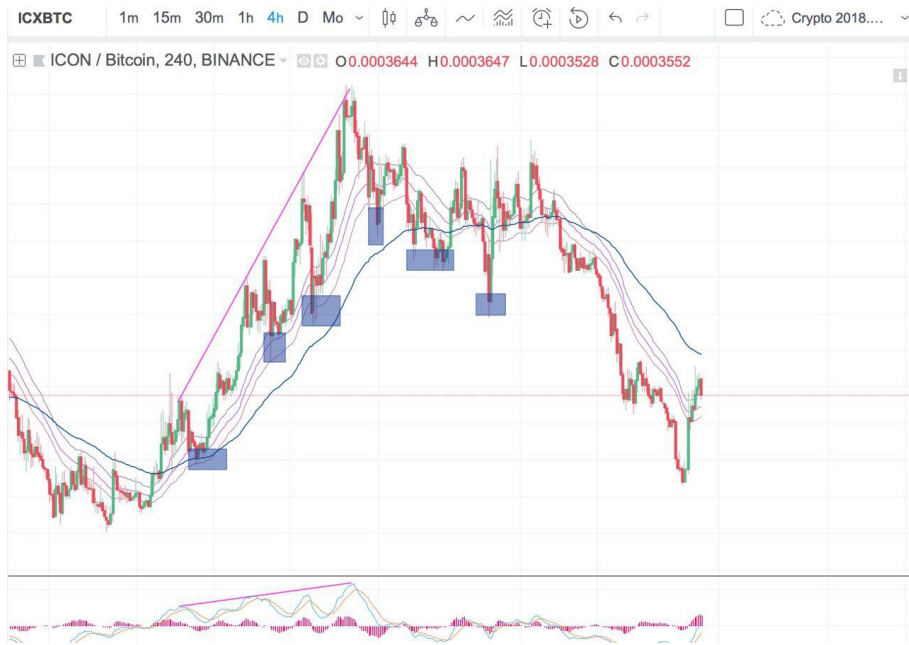 ICXBTC 1m 15m 30m 1h 4h D Mo Crypto 2018....
ICON / Bitcoin, 240, BINANCE O0.0003644 H0.0003647 L0.0003528 C0.0003552